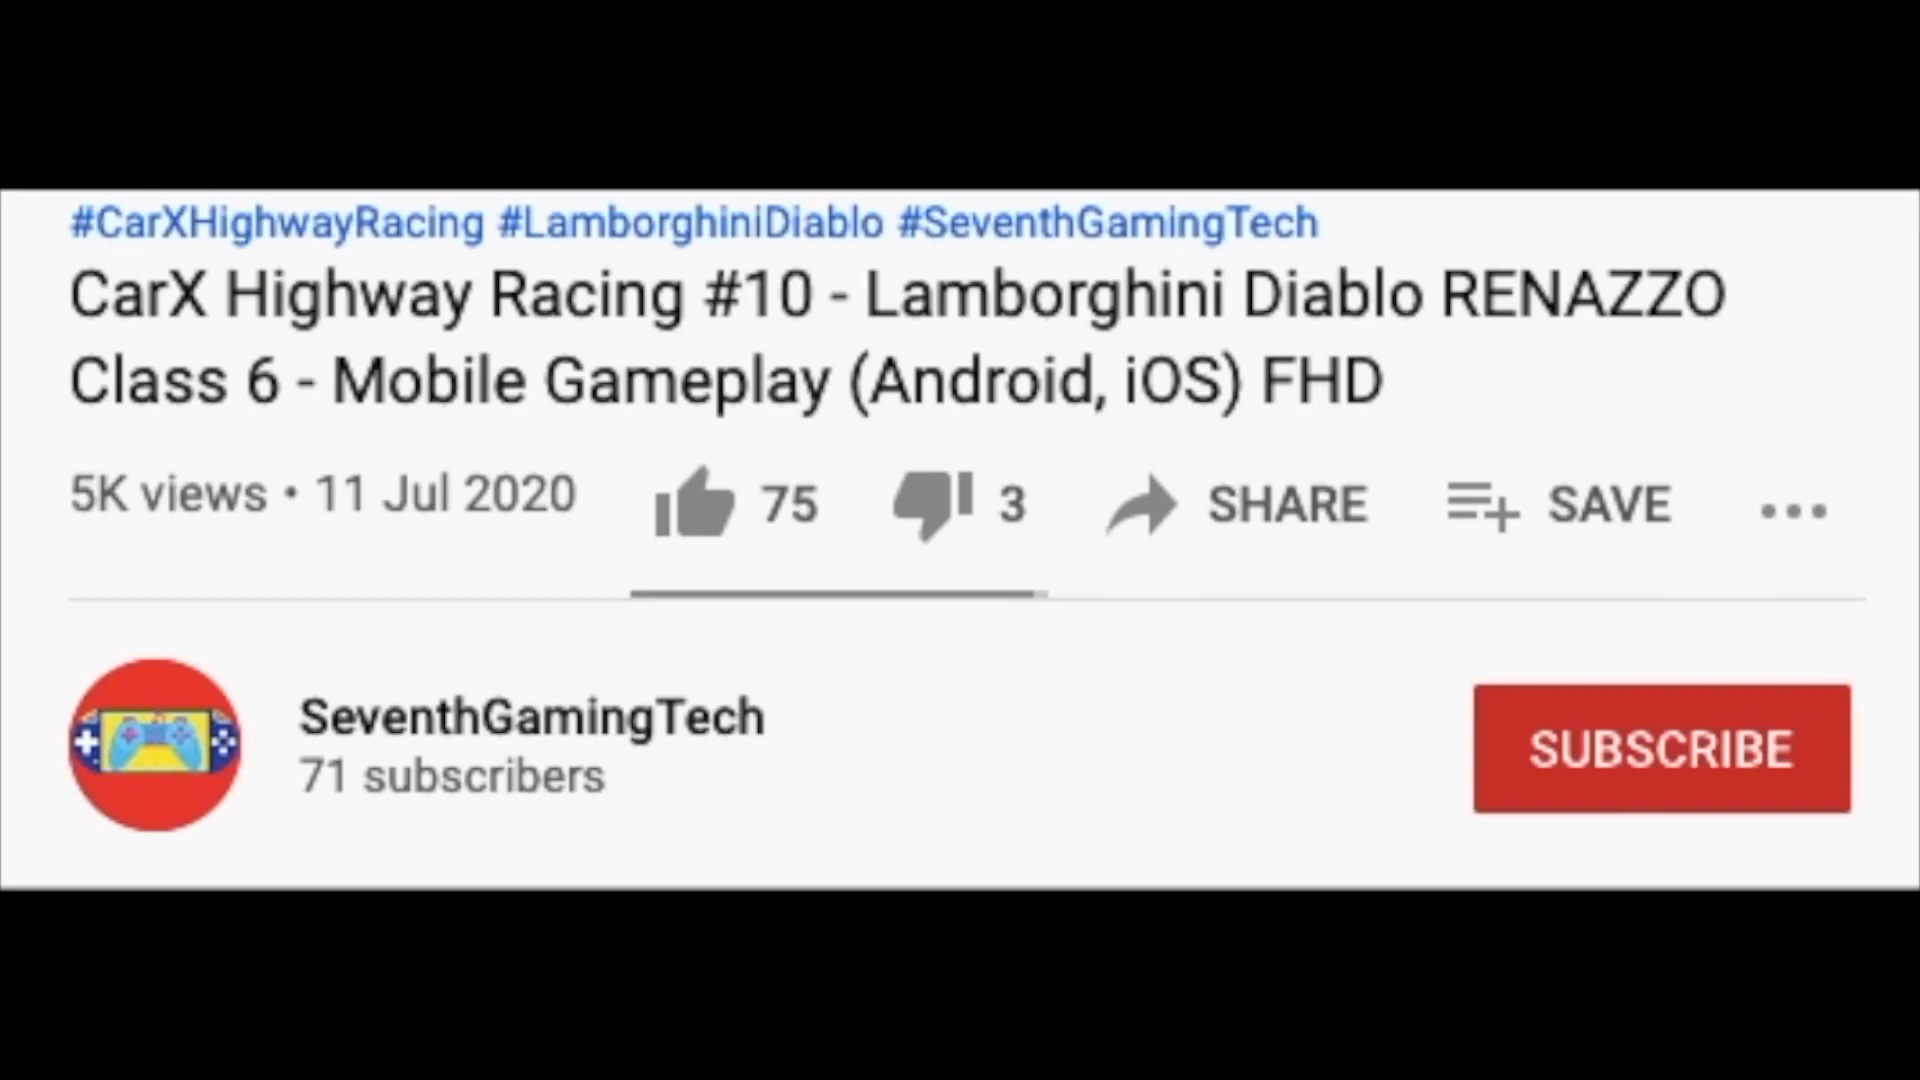 #CarXHighwayRacing #LamborghiniDiablo #SeventhGamingTech
CarX Highway Racing #10 - Lamborghini Diablo RENAZZO
Class 6 - Mobile Gameplay (Android, iOS) FHD
5K views • 11 Jul 2020 75 3 SHARE SAVE
SeventhGamingTech
71 subscribers
SUBSCRIBE